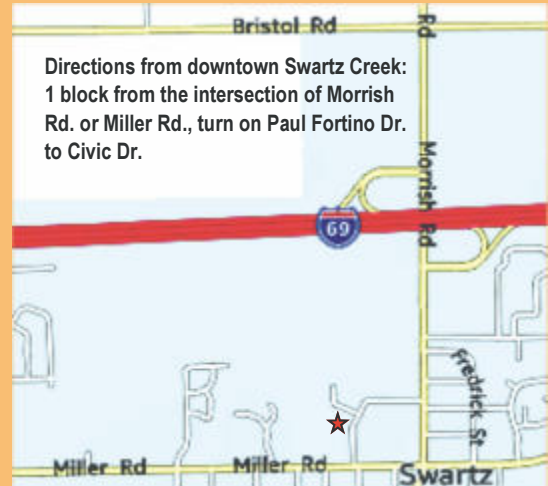 Bristol Rd
Rd
Directions from downtown Swartz Creek:
1 block from the intersection of Morrish
Rd. or Miller Rd., turn on Paul Fortino Dr.
to Civic Dr.
Morrish Rd
69
Fredrick St
Miller Rd
Miller Rd
Swartz